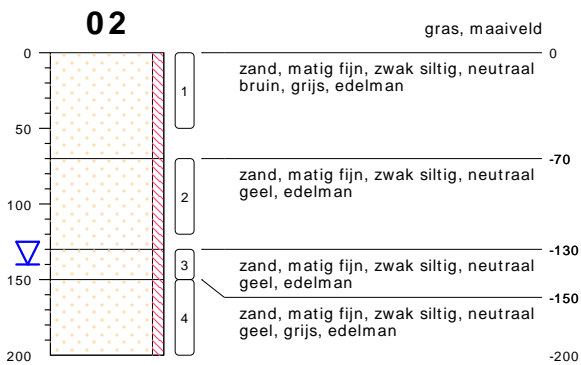 02
gras, maaiveld
0
0
zand, matig fijn, zwak siltig, neutraal
bruin, grijs, edelman
1
50
-70
zand, matig fijn, zwak siltig, neutraal
geel, edelman
2
100
-130
zand, matig fijn, zwak siltig, neutraal
geel, edelman
3
150
-150
zand, matig fijn, zwak siltig, neutraal
geel, grijs, edelman
4
200
-200